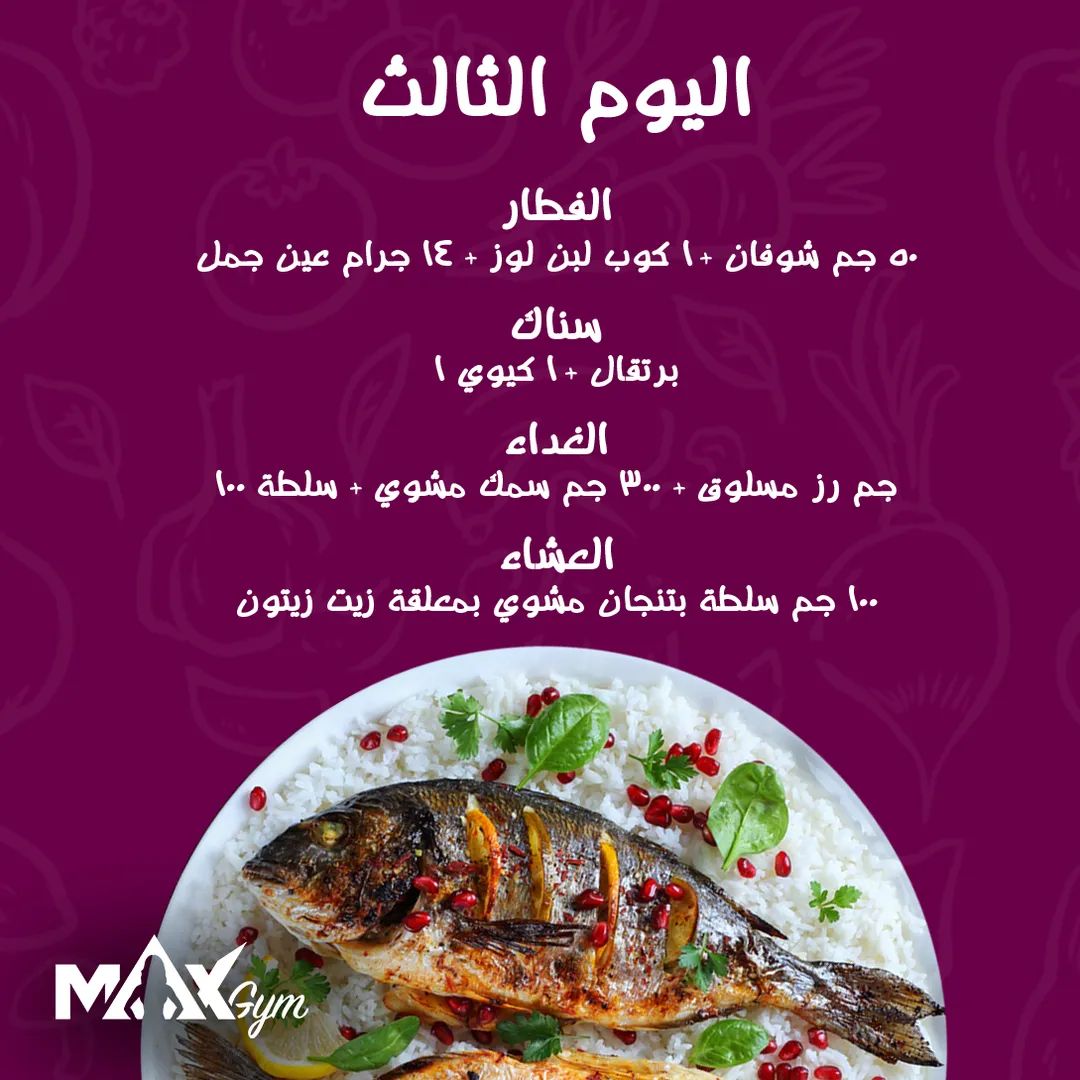 اليوم الثالث
الفطار
٥٠ جم شوفان + ١ كوب لبن لوز + ١٤ جرام عين جمل
سناك
برتقال + ١ كيوي ١
الغداء
جم رز مسلوق + ٣٠٠ جم سمك مشوي + سلطة ١٠٠
العشاء
١٠٠ جم سلطة بتنجان مشوي بمعلقة زيت زيتون
MAX Gym